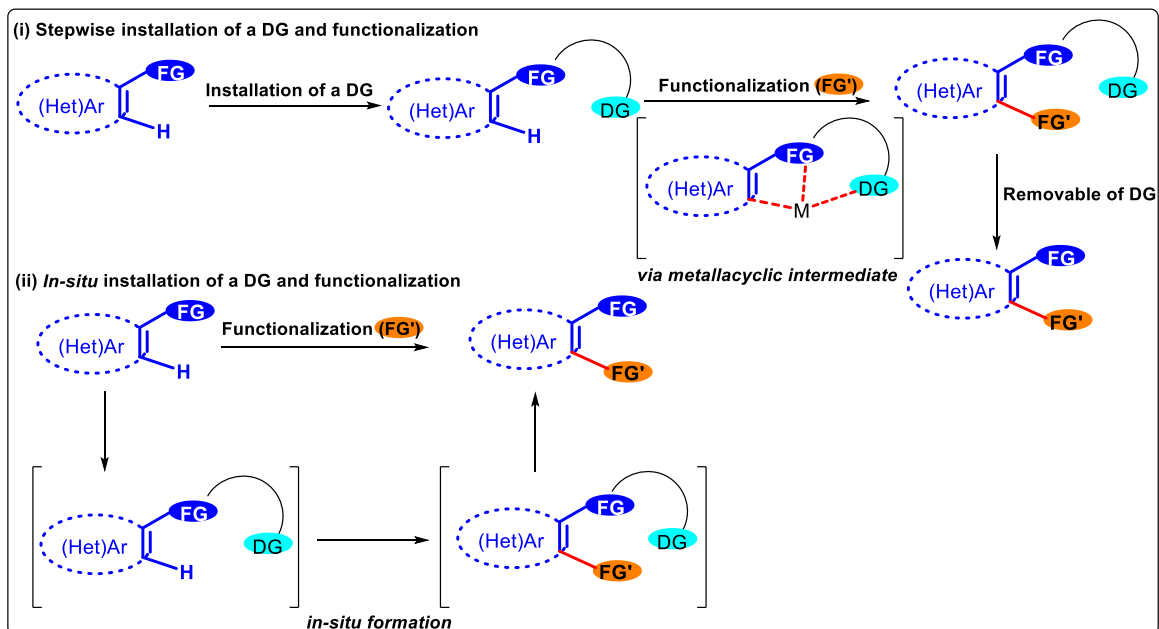 (i) Stepwise installation of a DG and functionalization
FG
(Het)Ar
H
Installation of a DG
FG
(Het)Ar
H
DG
Functionalization (FG')
FG
(Het)Ar
DG
M
via metallacyclic intermediate
FG
(Het)Ar
DG
FG'
Removable of DG
FG
(Het)Ar
FG'
(ii) In-situ installation of a DG and functionalization
FG
(Het)Ar
H
Functionalization (FG')
FG
(Het)Ar
FG'
FG
(Het)Ar
DG
H
in-situ formation
FG
(Het)Ar
DG
FG'